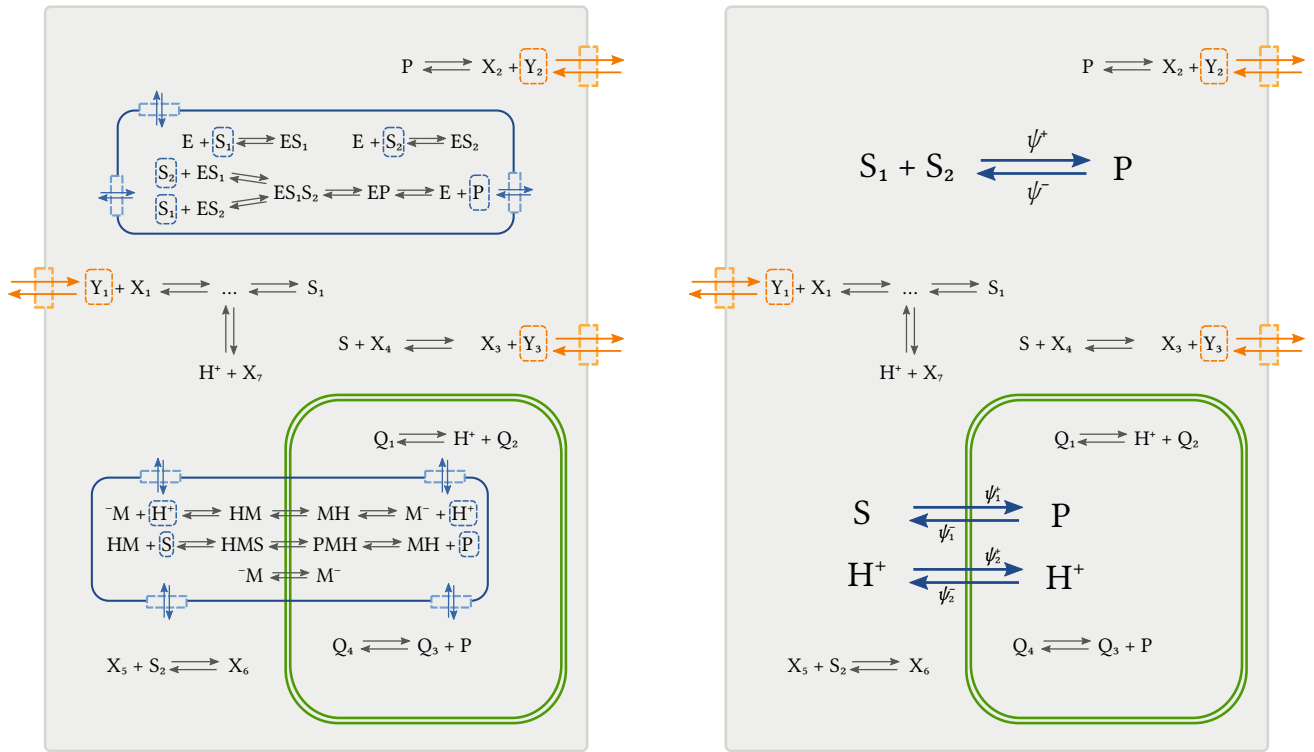 P ⇌ X₂ + Y₂
E + S₁ ⇌ ES₁
E + S₂ ⇌ ES₂
S₂ + ES₁
S₁ + ES₂
⇌ ES₁S₂ ⇌ EP ⇌ E + P
Y₁ + X₁ ⇌ ... ⇌ S₁
H⁺ + X₇
S + X₄ ⇌ X₃ + Y₃
Q₁ ⇌ H⁺ + Q₂
⁻M + H⁺ ⇌ HM ⇌ MH ⇌ M⁻ + H⁺
HM + S ⇌ HMS ⇌ PMH ⇌ MH + P
⁻M ⇌ M⁻
Q₄ ⇌ Q₃ + P
X₅ + S₂ ⇌ X₆
P ⇌ X₂ + Y₂
ψ⁺
S₁ + S₂ ⇌ P
ψ⁻
Y₁ + X₁ ⇌ ... ⇌ S₁
H⁺ + X₇
S + X₄ ⇌ X₃ + Y₃
Q₁ ⇌ H⁺ + Q₂
ψ₁⁺
S ⇌ P
ψ₁⁻
ψ₂⁺
H⁺ ⇌ H⁺
ψ₂⁻
Q₄ ⇌ Q₃ + P
X₅ + S₂ ⇌ X₆